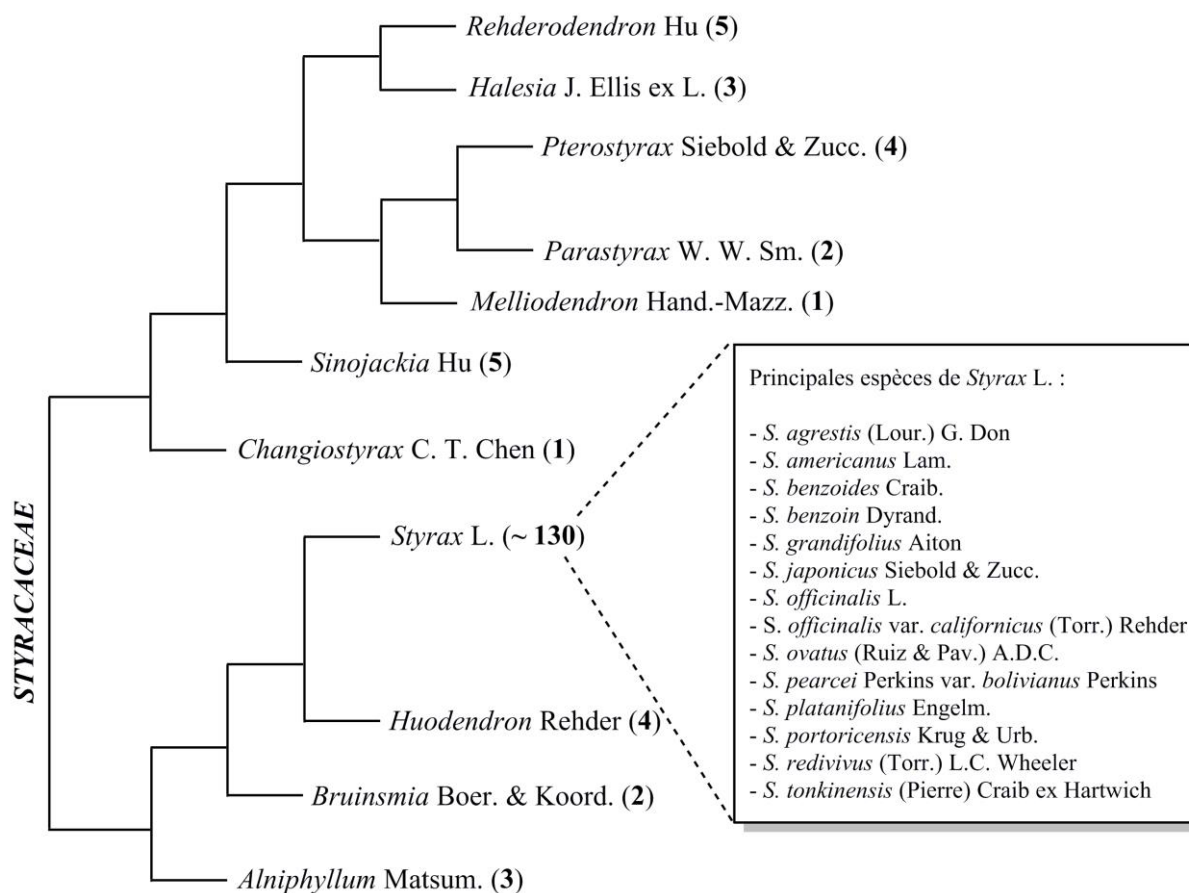 Rehderodendron Hu (5)
Halesia J. Ellis ex L. (3)
Pterostyrax Siebold & Zucc. (4)
Parastyrax W. W. Sm. (2)
Melliodendron Hand.-Mazz. (1)
Sinojackia Hu (5)
Changiostyrax C. T. Chen (1)
STYRACACEAE
Styrax L. (~ 130)
Huodendron Rehder (4)
Bruinsmia Boer. & Koord. (2)
Alniphyllum Matsum. (3)
Principales espèces de Styrax L. :
- S. agrestis (Lour.) G. Don
- S. americanus Lam.
- S. benzoides Craib.
- S. benzoin Dyrand.
- S. grandifolius Aiton
- S. japonicus Siebold & Zucc.
- S. officinalis L.
- S. officinalis var. californicus (Torr.) Rehder
- S. ovatus (Ruiz & Pav.) A.D.C.
- S. pearcei Perkins var. bolivianus Perkins
- S. platanifolius Engelm.
- S. portoricensis Krug & Urb.
- S. redivivus (Torr.) L.C. Wheeler
- S. tonkinensis (Pierre) Craib ex Hartwich